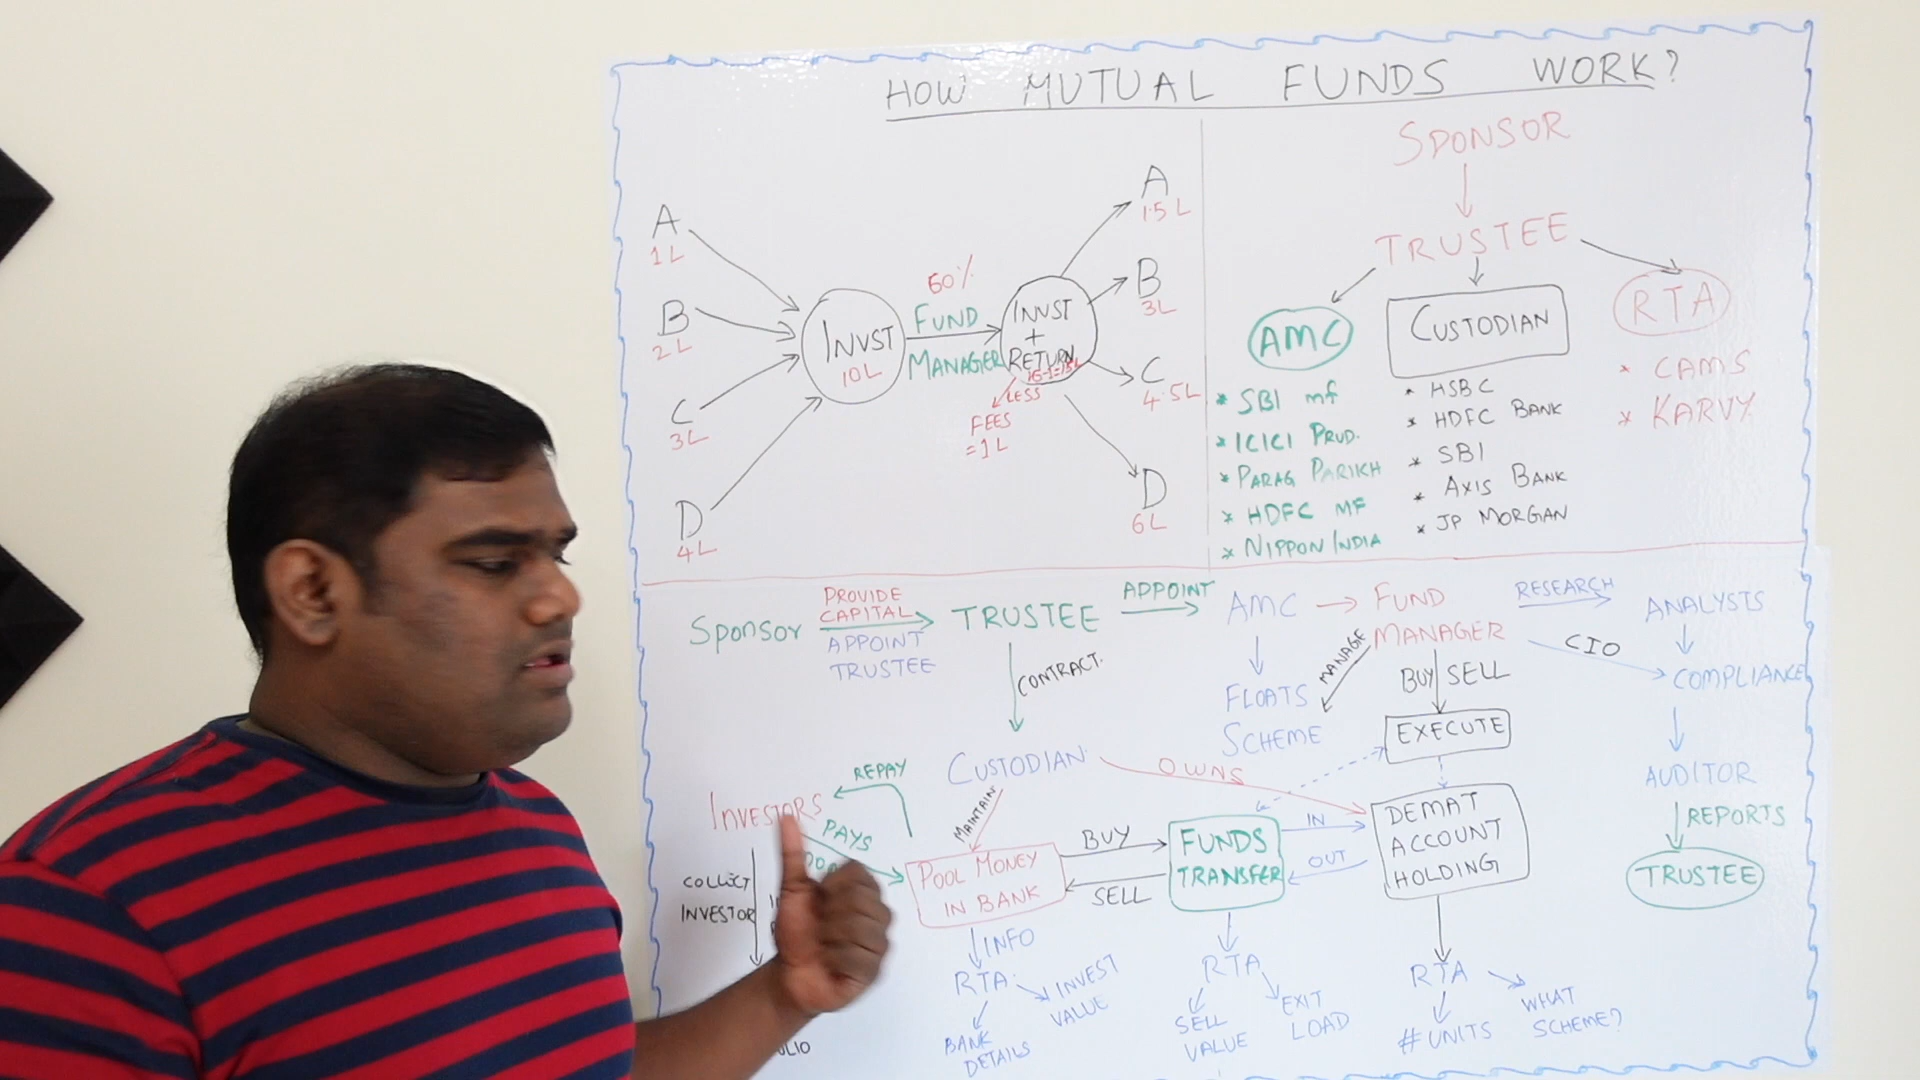 HOW MUTUAL FUNDS WORK?
A
1L
B
2L
C
3L
D
4L
INVST
10L
60%
FUND
MANAGER
INVST
+
RETURN
16-1=15L
LESS
FEES
=1L
A
1.5L
B
3L
C
4.5L
D
6L
SPONSOR
TRUSTEE
AMC
* SBI mf
* ICICI PRUD.
* PARAG PARIKH
* HDFC MF
* NIPPON INDIA
CUSTODIAN
* HSBC
* HDFC BANK
* SBI
* AXIS BANK
* JP MORGAN
RTA
* CAMS
* KARVY
Sponsor
PROVIDE
CAPITAL
APPOINT
TRUSTEE
TRUSTEE
APPOINT
AMC
FUND
MANAGER
RESEARCH
ANALYSTS
CIO
COMPLIANCE
AUDITOR
REPORTS
TRUSTEE
CONTRACT.
FLOATS
SCHEME
MANAGE
BUY SELL
EXECUTE
CUSTODIAN
OWNS
MAINTAIN
REPAY
INVESTORS
PAYS
COLLECT
INVESTOR
POOL MONEY
IN BANK
BUY
SELL
FUNDS
TRANSFER
IN
OUT
DEMAT
ACCOUNT
HOLDING
INFO
RTA
INVEST
VALUE
BANK
DETAILS
RTA
SELL
VALUE
EXIT
LOAD
RTA
# UNITS
WHAT
SCHEME?